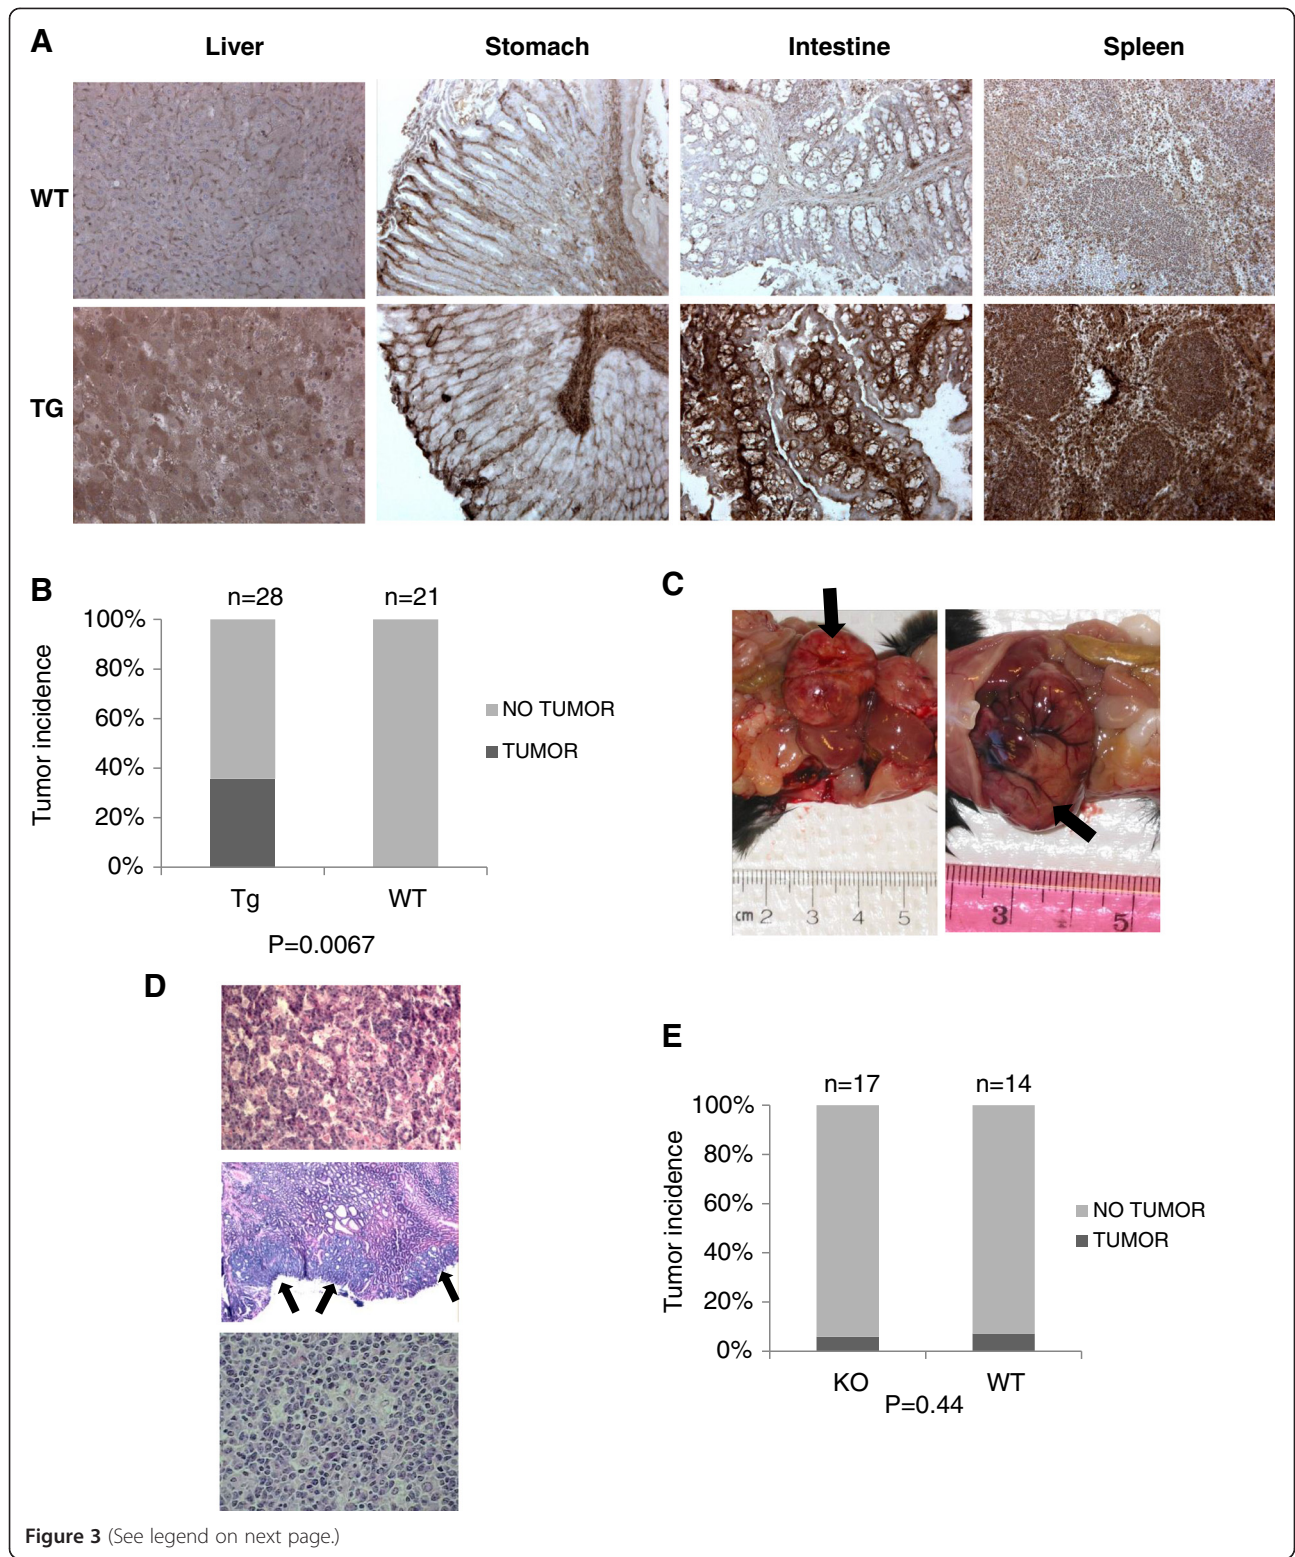 A
Liver Stomach Intestine Spleen
WT
TG
B
n=28 n=21
100%
80%
60%
40%
20%
0%
Tumor incidence
NO TUMOR
TUMOR
Tg WT
P=0.0067
C
cm 2 3 4 5
3 5
D
E
n=17 n=14
100%
80%
60%
40%
20%
0%
Tumor incidence
NO TUMOR
TUMOR
KO WT
P=0.44
Figure 3 (See legend on next page.)